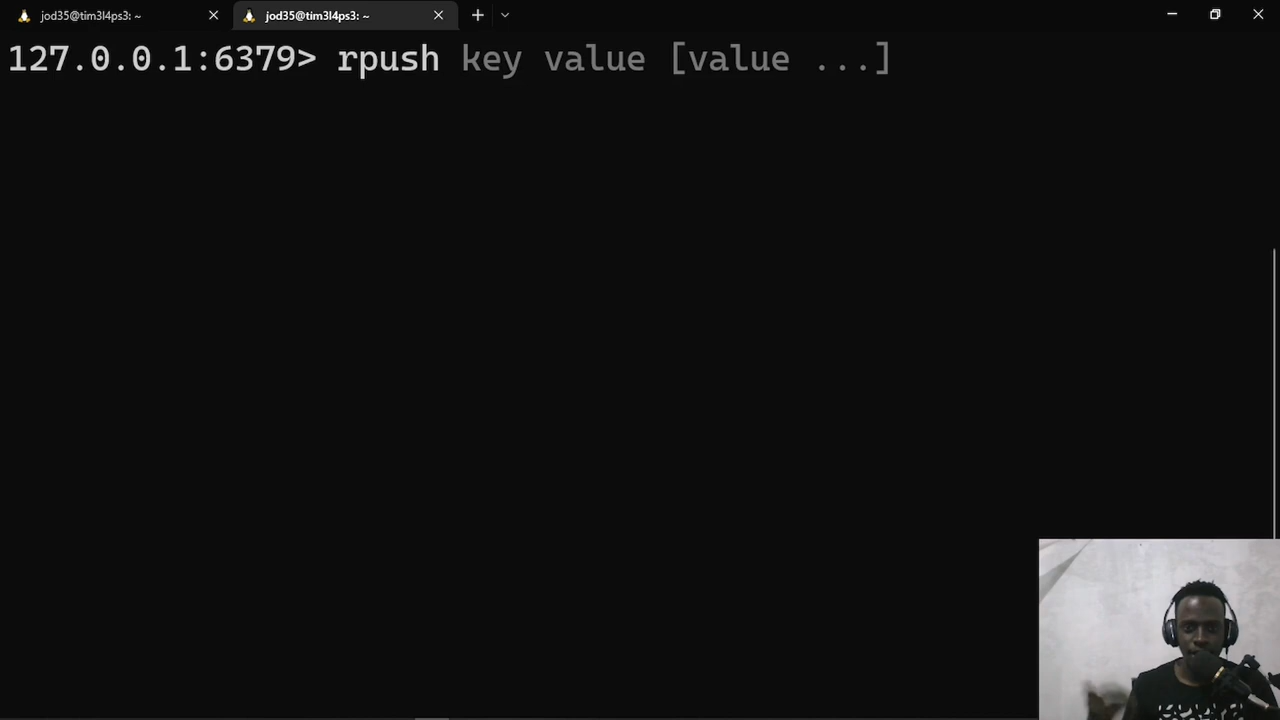 jod35@tim3l4ps3: ~
jod35@tim3l4ps3: ~
127.0.0.1:6379> rpush key value [value ...]